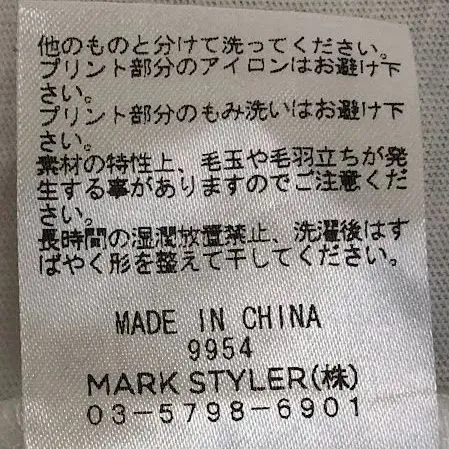 他のものと分けて洗ってください。
プリント部分のアイロンはお避け下
さい。
プリント部分のもみ洗いはお避け下
さい。
素材の特性上、毛玉や毛羽立ちが発
生する事がありますのでご注意くだ
さい。
長時間の湿潤放置禁止、洗濯後はす
ばやく形を整えて干してください。
MADE IN CHINA
9954
MARK STYLER(株)
03-5798-6901